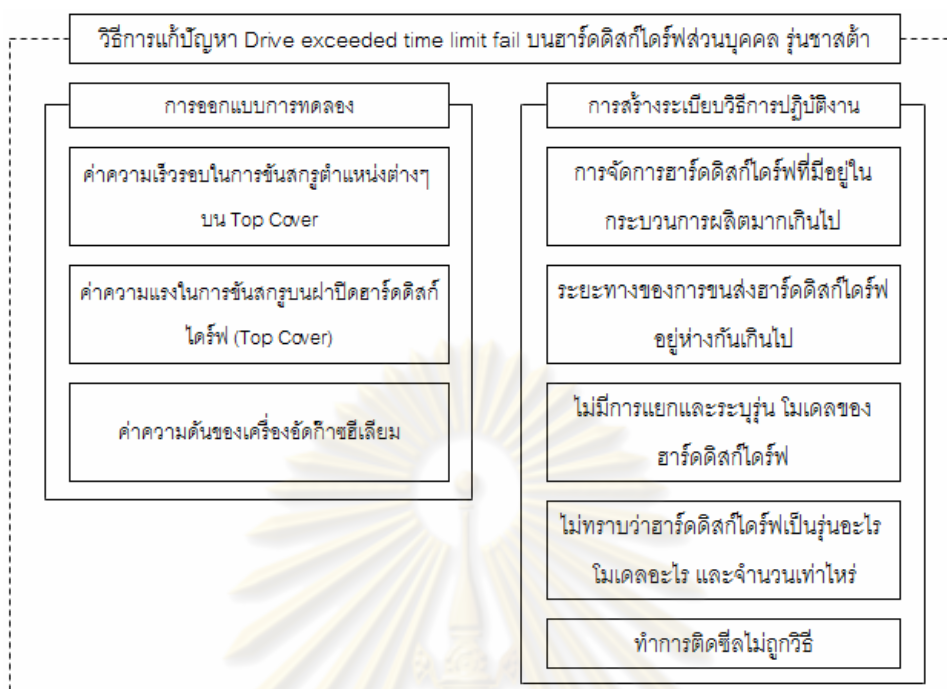 วิธีการแก้ปัญหา Drive exceeded time limit fail บนฮาร์ดดิสก์ไดร์ฟส่วนบุคคล รุ่นชาสต้า
การออกแบบการทดลอง
ค่าความเร็วรอบในการขันสกรูตำแหน่งต่างๆ
บน Top Cover
ค่าความแรงในการขันสกรูบนฝาปิดฮาร์ดดิสก์
ไดร์ฟ (Top Cover)
ค่าความดันของเครื่องอัดก๊าซฮีเลียม
การสร้างระเบียบวิธีการปฏิบัติงาน
การจัดการฮาร์ดดิสก์ไดร์ฟที่มีอยู่ใน
กระบวนการผลิตมากเกินไป
ระยะทางของการขนส่งฮาร์ดดิสก์ไดร์ฟ
อยู่ห่างกันเกินไป
ไม่มีการแยกและระบุรุ่น โมเดลของ
ฮาร์ดดิสก์ไดร์ฟ
ไม่ทราบว่าฮาร์ดดิสก์ไดร์ฟเป็นรุ่นอะไร
โมเดลอะไร และจำนวนเท่าไหร่
ทำการติดซีลไม่ถูกวิธี